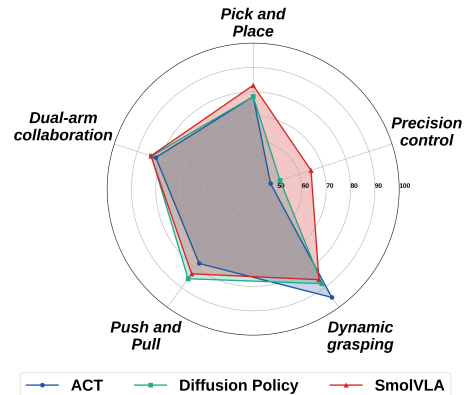 Pick and
Place
Dual-arm
collaboration
Precision
control
50 60 70 80 90 100
Push and
Pull
Dynamic
grasping
ACT Diffusion Policy SmolVLA